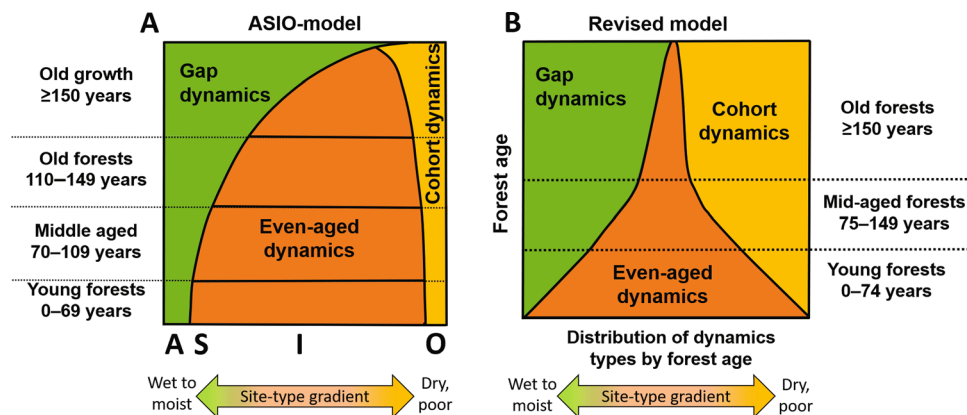 A
ASIO-model
Old growth
≥150 years
Old forests
110–149 years
Middle aged
70–109 years
Young forests
0–69 years
Gap
dynamics
Cohort dynamics
Even-aged
dynamics
A S I O
Wet to
moist
Site-type gradient
Dry,
poor
B
Revised model
Forest age
Gap
dynamics
Cohort
dynamics
Even-aged
dynamics
Old forests
≥150 years
Mid-aged forests
75–149 years
Young forests
0–74 years
Distribution of dynamics
types by forest age
Wet to
moist
Site-type gradient
Dry,
poor